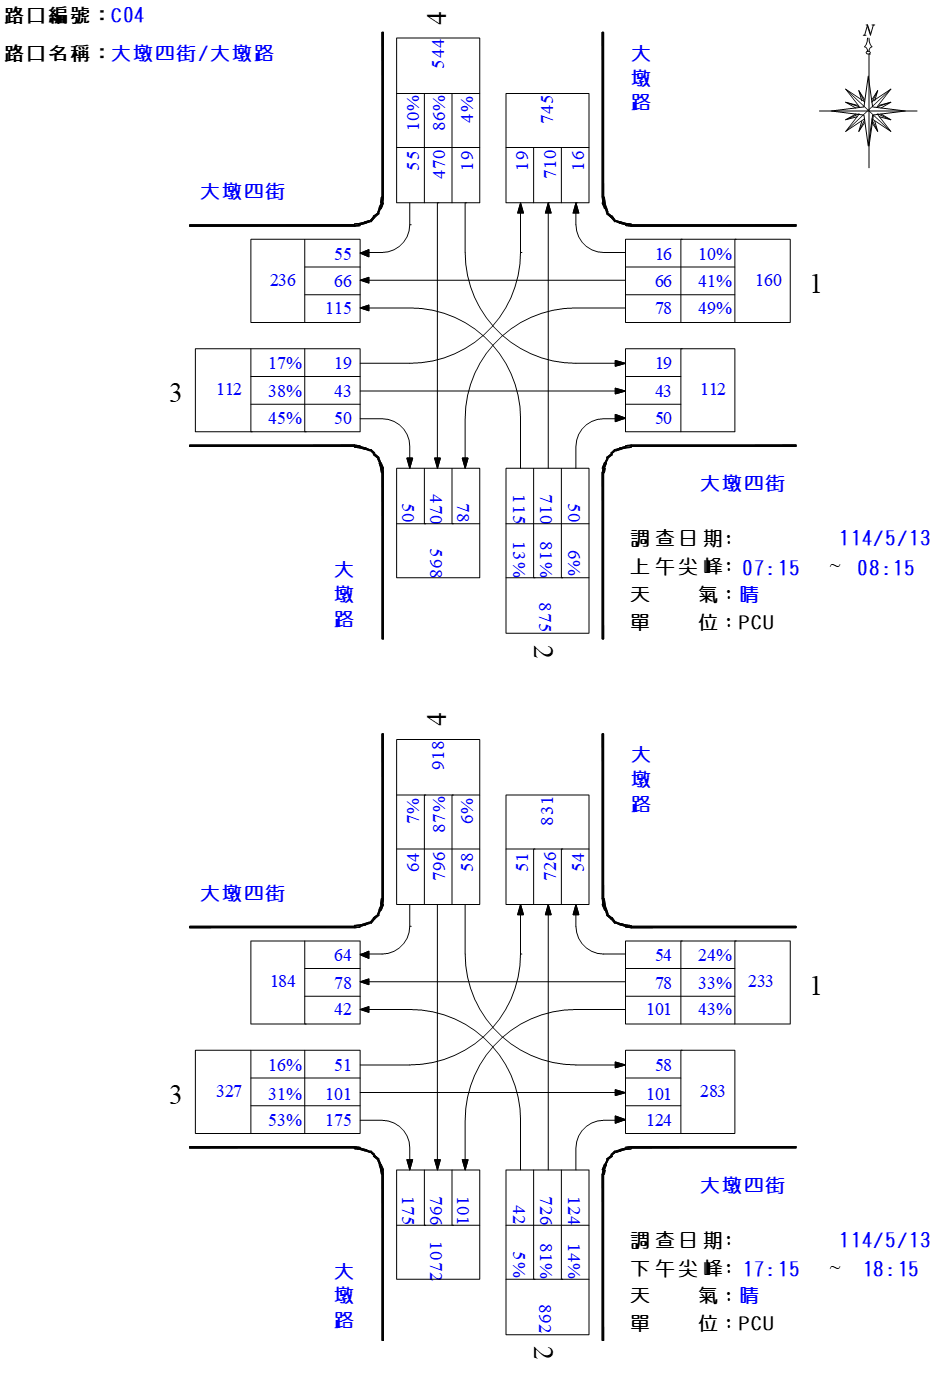 路口編號：C04
路口名稱：大墩四街/大墩路
N
4
544
10% 86% 4%
55 470 19
745
19 710 16
大墩路
大墩四街
236
55
66
115
16 10%
66 41%
78 49%
160
1
3
112
17% 19
38% 43
45% 50
19
43
50
112
50 470 78
598
115 710 50
13% 81% 6%
875
2
大墩路
大墩四街
調查日期: 114/5/13
上午尖峰: 07:15 ~ 08:15
天 氣：晴
單 位：PCU
4
918
7% 87% 6%
64 796 58
831
51 726 54
大墩路
大墩四街
184
64
78
42
54 24%
78 33%
101 43%
233
1
3
327
16% 51
31% 101
53% 175
58
101
124
283
175 796 101
1072
42 726 124
5% 81% 14%
892
2
大墩路
大墩四街
調查日期: 114/5/13
下午尖峰: 17:15 ~ 18:15
天 氣：晴
單 位：PCU